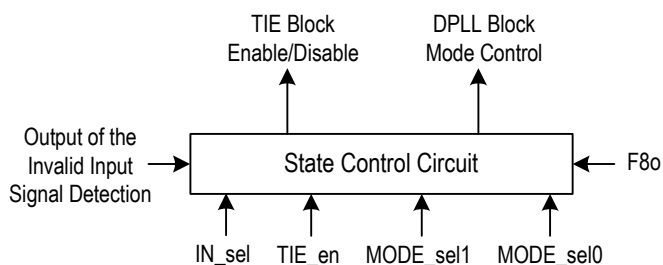 TIE Block
Enable/Disable
DPLL Block
Mode Control
Output of the
Invalid Input
Signal Detection
State Control Circuit
F8o
IN_sel
TIE_en
MODE_sel1
MODE_sel0